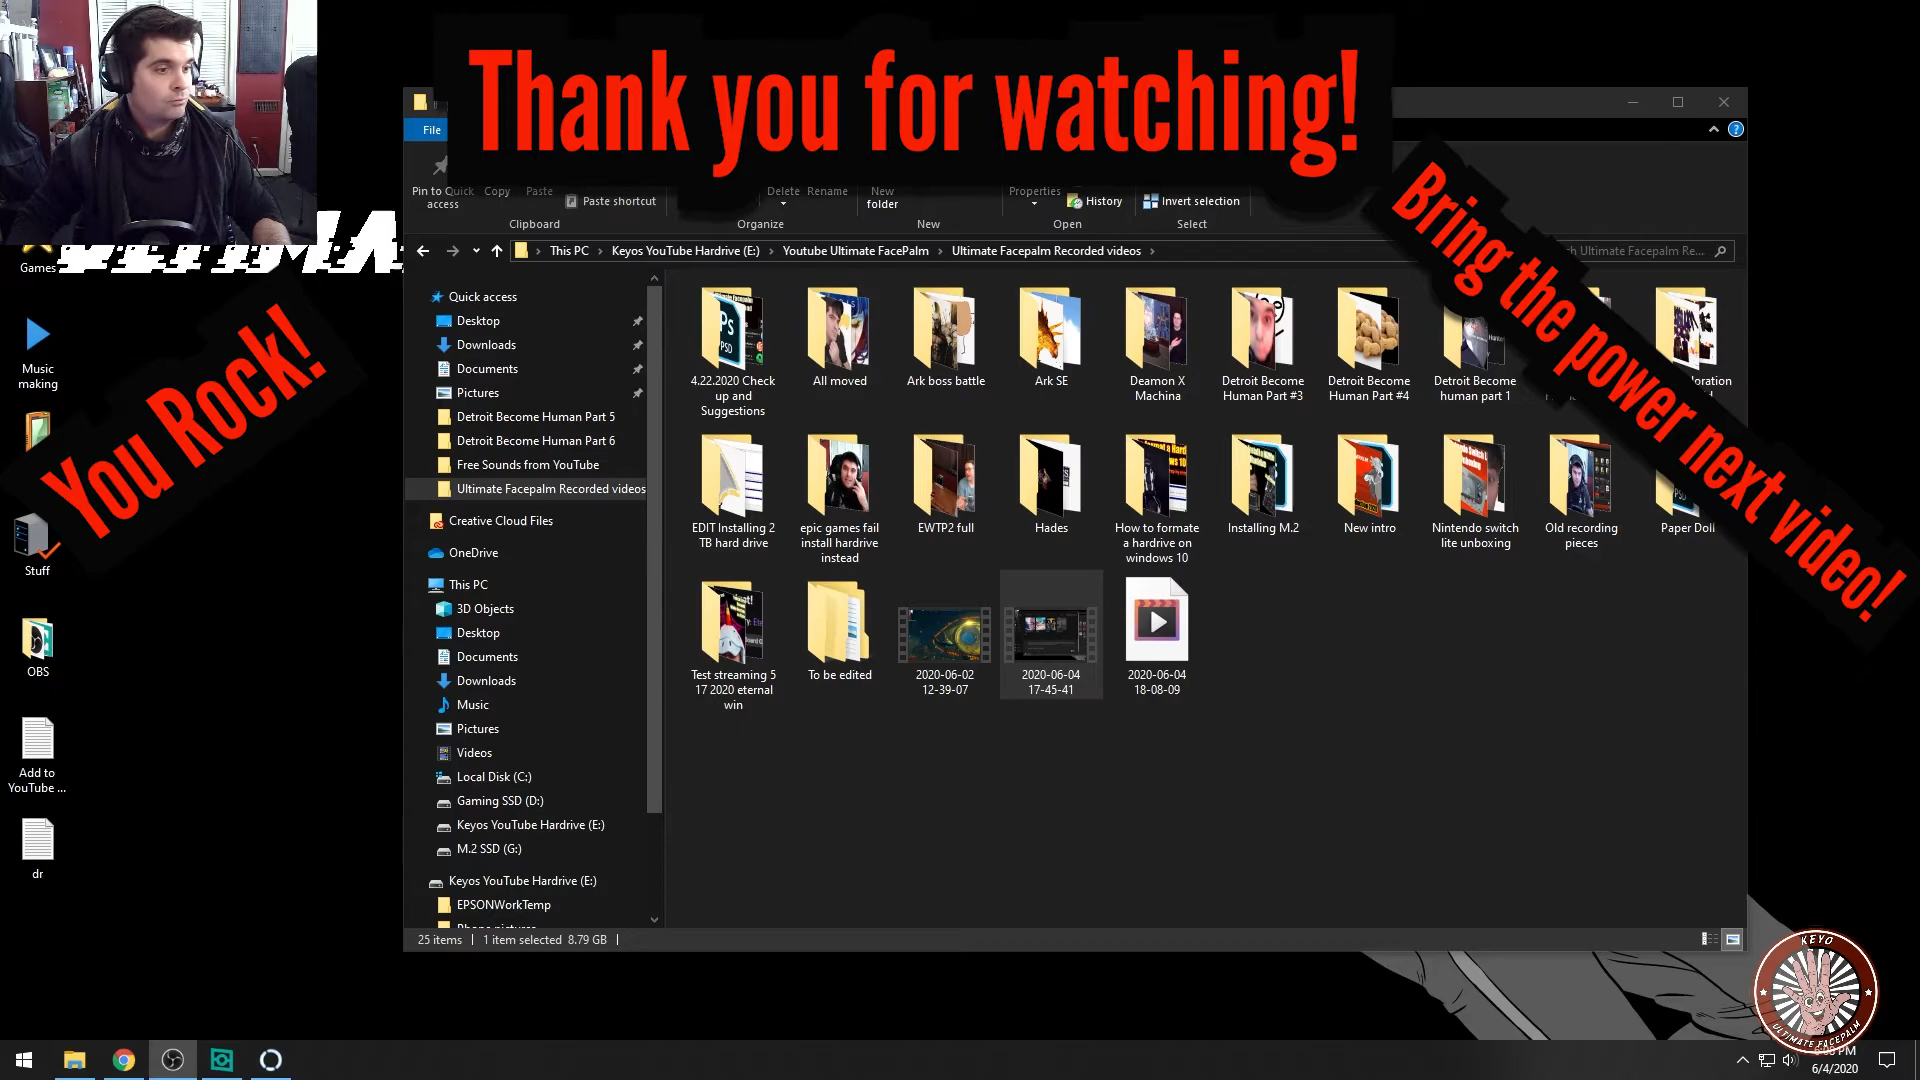 Thank you for watching!
You Rock!
Bring the power next video!
File
Pin to Quick access
Copy
Paste
Paste shortcut
Clipboard
Delete
Rename
Organize
New folder
New
Properties
History
Open
Invert selection
Select
This PC
Keyos YouTube Hardrive (E:)
Youtube Ultimate FacePalm
Ultimate Facepalm Recorded videos
Ultimate Facepalm Re...
Quick access
Desktop
Downloads
Documents
Pictures
Detroit Become Human Part 5
Detroit Become Human Part 6
Free Sounds from YouTube
Ultimate Facepalm Recorded videos
Creative Cloud Files
OneDrive
This PC
3D Objects
Desktop
Documents
Downloads
Music
Pictures
Videos
Local Disk (C:)
Gaming SSD (D:)
Keyos YouTube Hardrive (E:)
M.2 SSD (G:)
Keyos YouTube Hardrive (E:)
EPSONWorkTemp
4.22.2020 Check
up and
Suggestions
All moved
Ark boss battle
Ark SE
Deamon X
Machina
Detroit Become
Human Part #3
Detroit Become
Human Part #4
Detroit Become
human part 1
EDIT Installing 2
TB hard drive
epic games fail
install hardrive
instead
EWTP2 full
Hades
How to formate
a hardrive on
windows 10
Installing M.2
New intro
Nintendo switch
lite unboxing
Old recording
pieces
Paper Doll
Test streaming 5
17 2020 eternal
win
To be edited
2020-06-02
12-39-07
2020-06-04
17-45-41
2020-06-04
18-08-09
25 items
1 item selected 8.79 GB
Games
Music
making
Stuff
OBS
Add to
YouTube ...
dr
KEYO
ULTIMATE FACEPALM
PM
6/4/2020